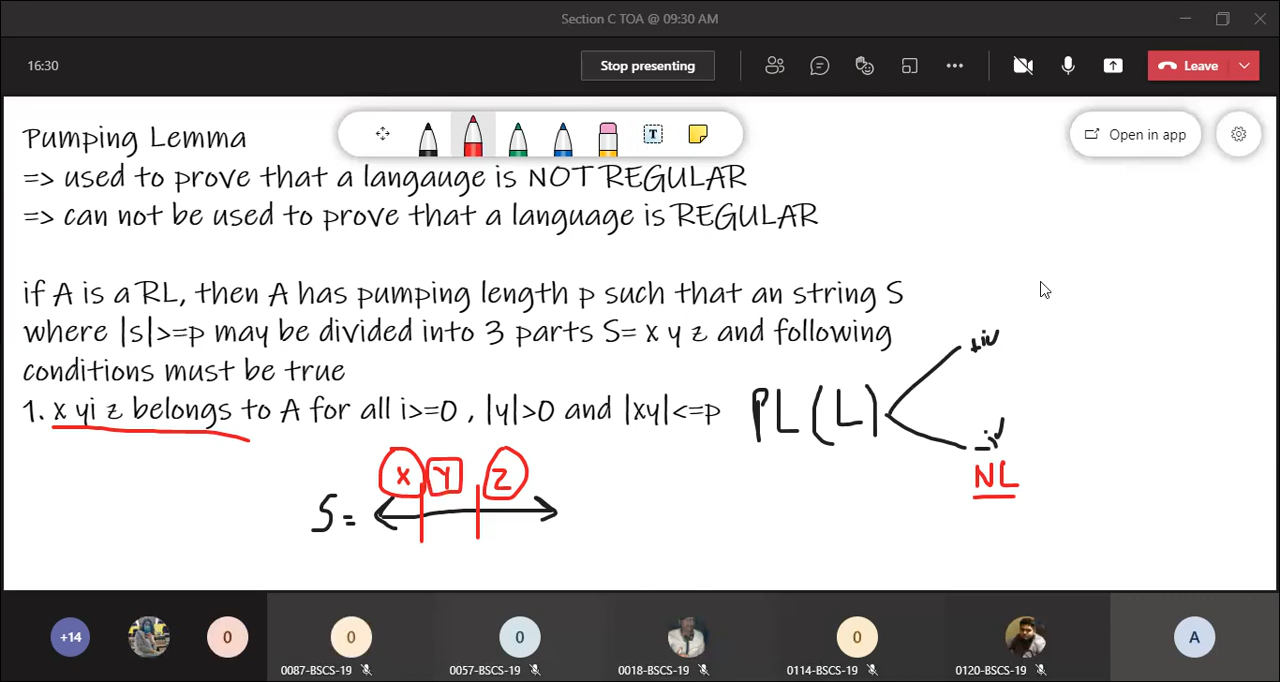 Section C TOA @ 09:30 AM
16:30
Stop presenting
Leave
Open in app
Pumping Lemma
=> used to prove that a langauge is NOT REGULAR
=> can not be used to prove that a language is REGULAR
if A is a RL, then A has pumping length p such that an string S
where |s|>=p may be divided into 3 parts S= x y z and following
conditions must be true
1. x yi z belongs to A for all i>=0 , |y|>0 and |xy|<=p
PL(L)
+iv
-iv
NL
X Y Z
S=
+14
0
0
0
0
A
0087-BSCS-19
0057-BSCS-19
0018-BSCS-19
0114-BSCS-19
0120-BSCS-19